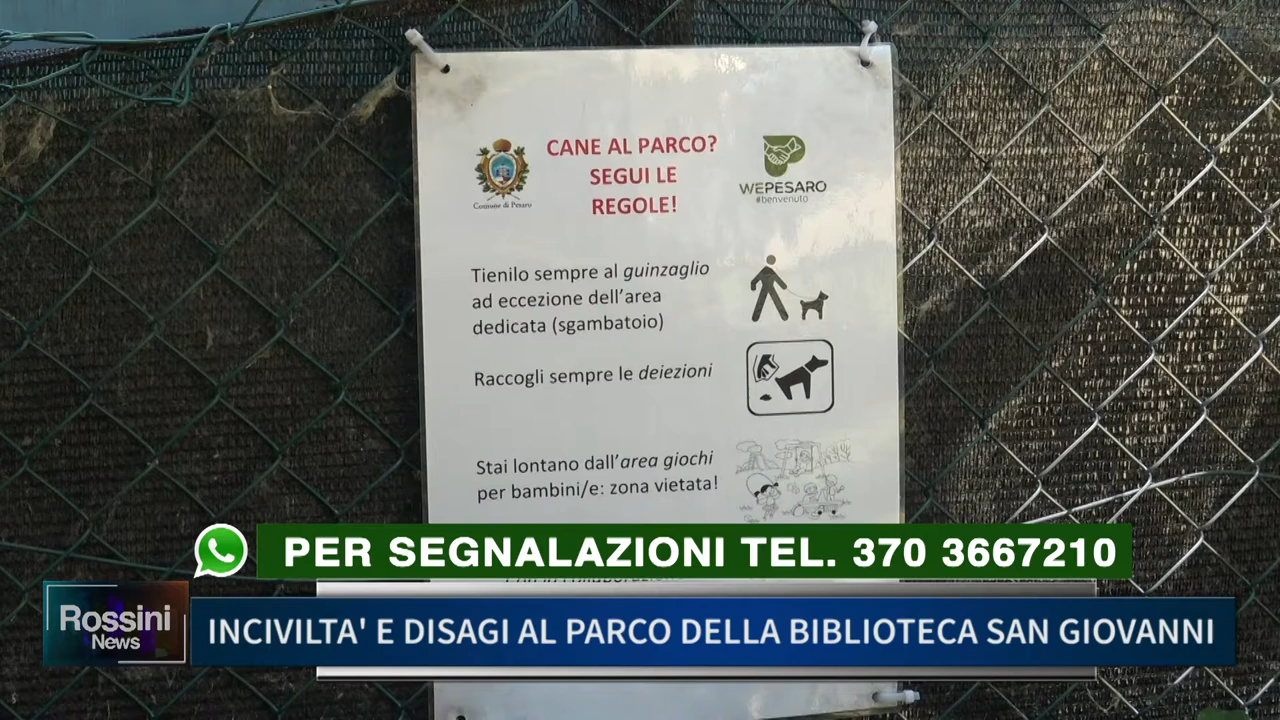 CANE AL PARCO?
SEGUI LE
REGOLE!
Comune di Pesaro
WEPESARO
#benvenuto
Tienilo sempre al guinzaglio
ad eccezione dell'area
dedicata (sgambatoio)
Raccogli sempre le deiezioni
Stai lontano dall'area giochi
per bambini/e: zona vietata!
PER SEGNALAZIONI TEL. 370 3667210
Rossini
News
INCIVILTA' E DISAGI AL PARCO DELLA BIBLIOTECA SAN GIOVANNI